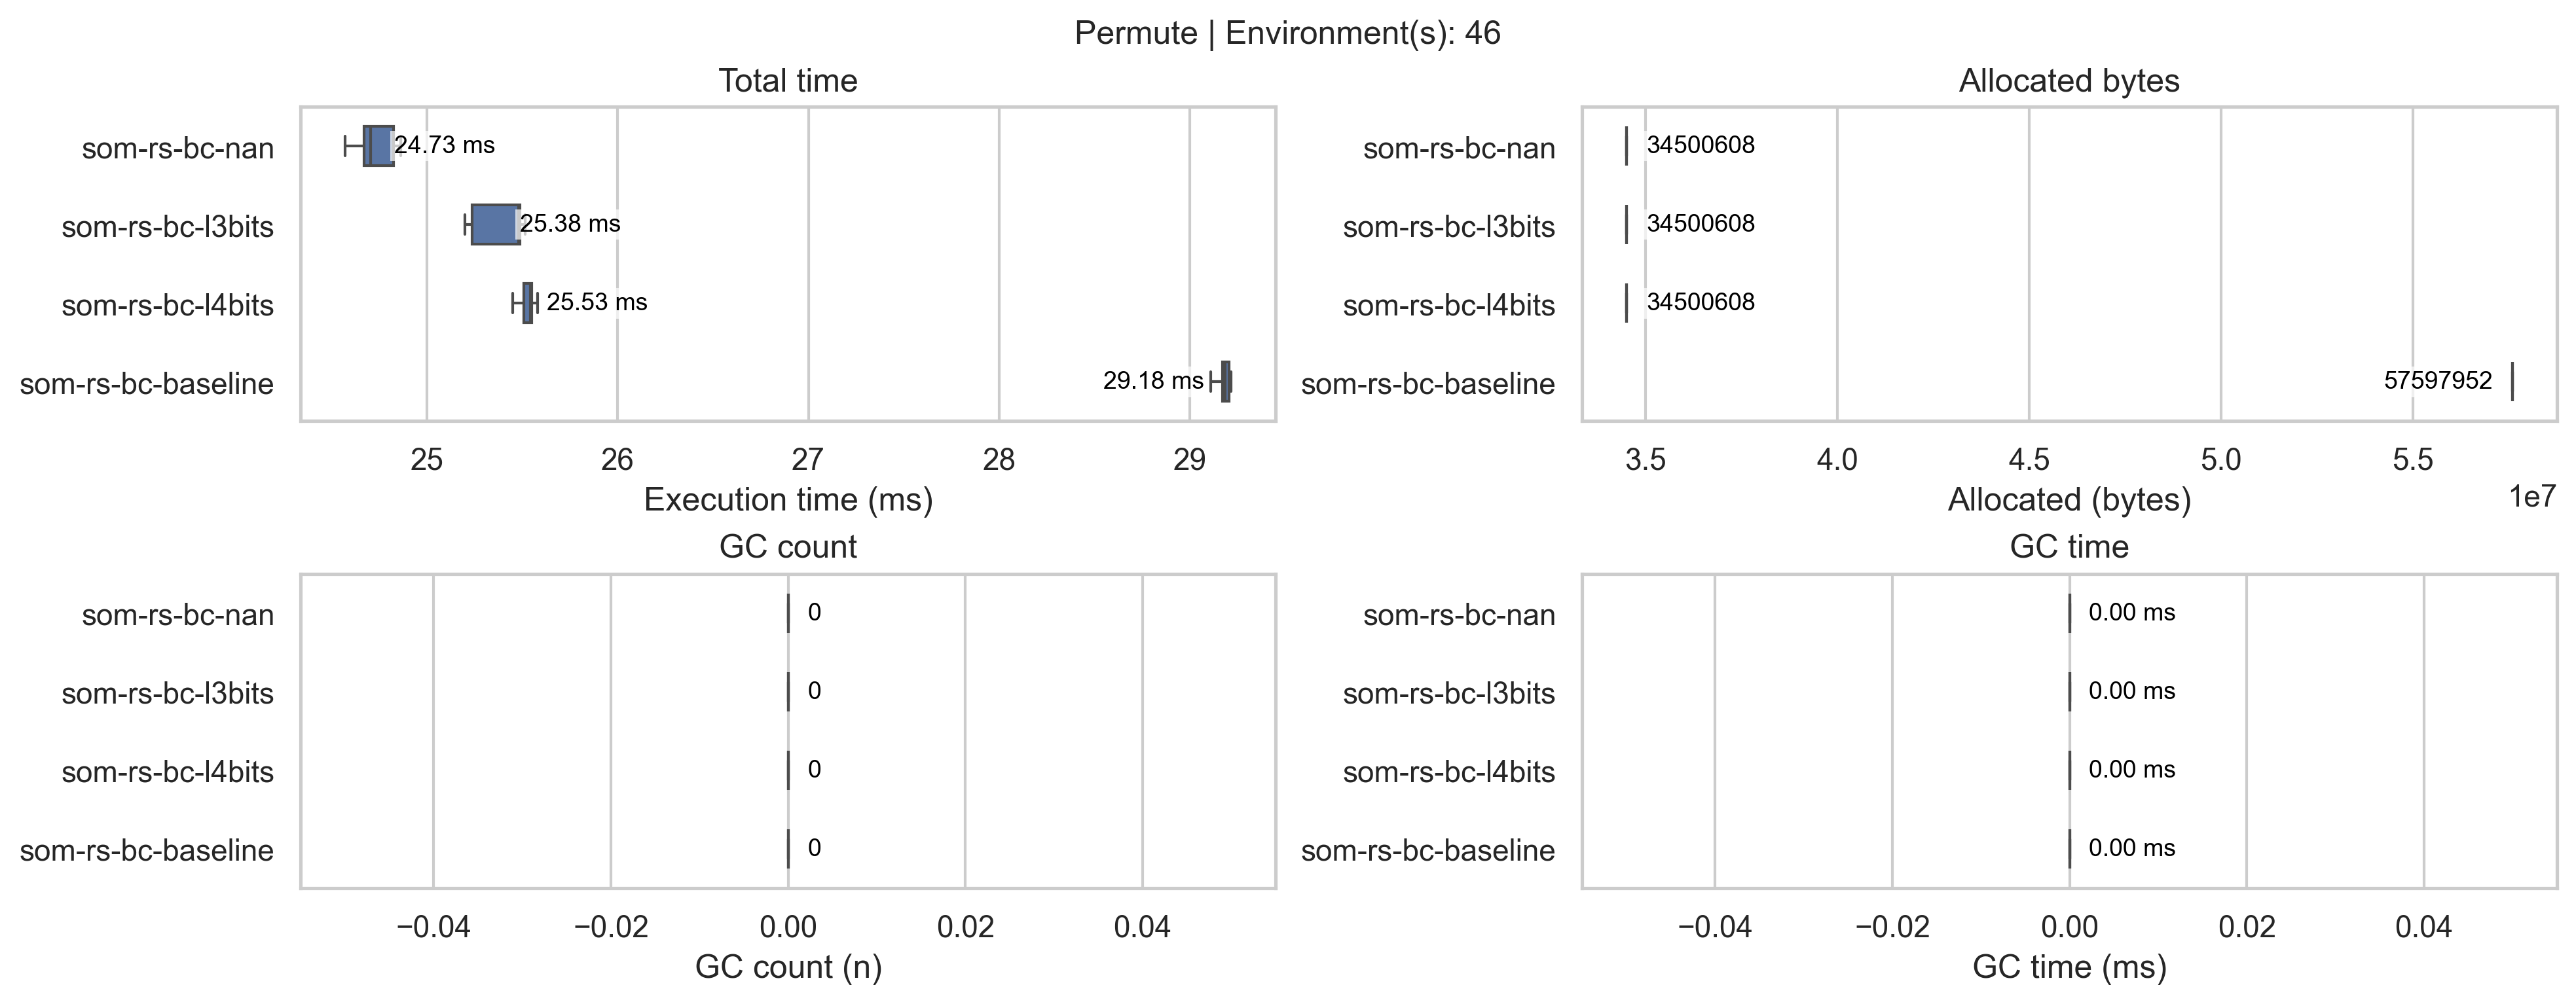 Permute | Environment(s): 46
Total time
som-rs-bc-nan
24.73 ms
som-rs-bc-l3bits
25.38 ms
som-rs-bc-l4bits
25.53 ms
som-rs-bc-baseline
29.18 ms
25 26 27 28 29
Execution time (ms)
Allocated bytes
som-rs-bc-nan
34500608
som-rs-bc-l3bits
34500608
som-rs-bc-l4bits
34500608
som-rs-bc-baseline
57597952
3.5 4.0 4.5 5.0 5.5
1e7
Allocated (bytes)
GC count
som-rs-bc-nan
0
som-rs-bc-l3bits
0
som-rs-bc-l4bits
0
som-rs-bc-baseline
0
−0.04 −0.02 0.00 0.02 0.04
GC count (n)
GC time
som-rs-bc-nan
0.00 ms
som-rs-bc-l3bits
0.00 ms
som-rs-bc-l4bits
0.00 ms
som-rs-bc-baseline
0.00 ms
−0.04 −0.02 0.00 0.02 0.04
GC time (ms)